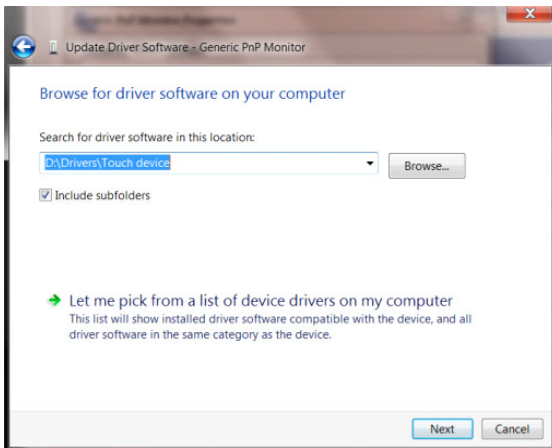 Update Driver Software - Generic PnP Monitor
Browse for driver software on your computer
Search for driver software in this location:
D:\Drivers\Touch device
Browse...
Include subfolders
Let me pick from a list of device drivers on my computer
This list will show installed driver software compatible with the device, and all
driver software in the same category as the device.
Next
Cancel